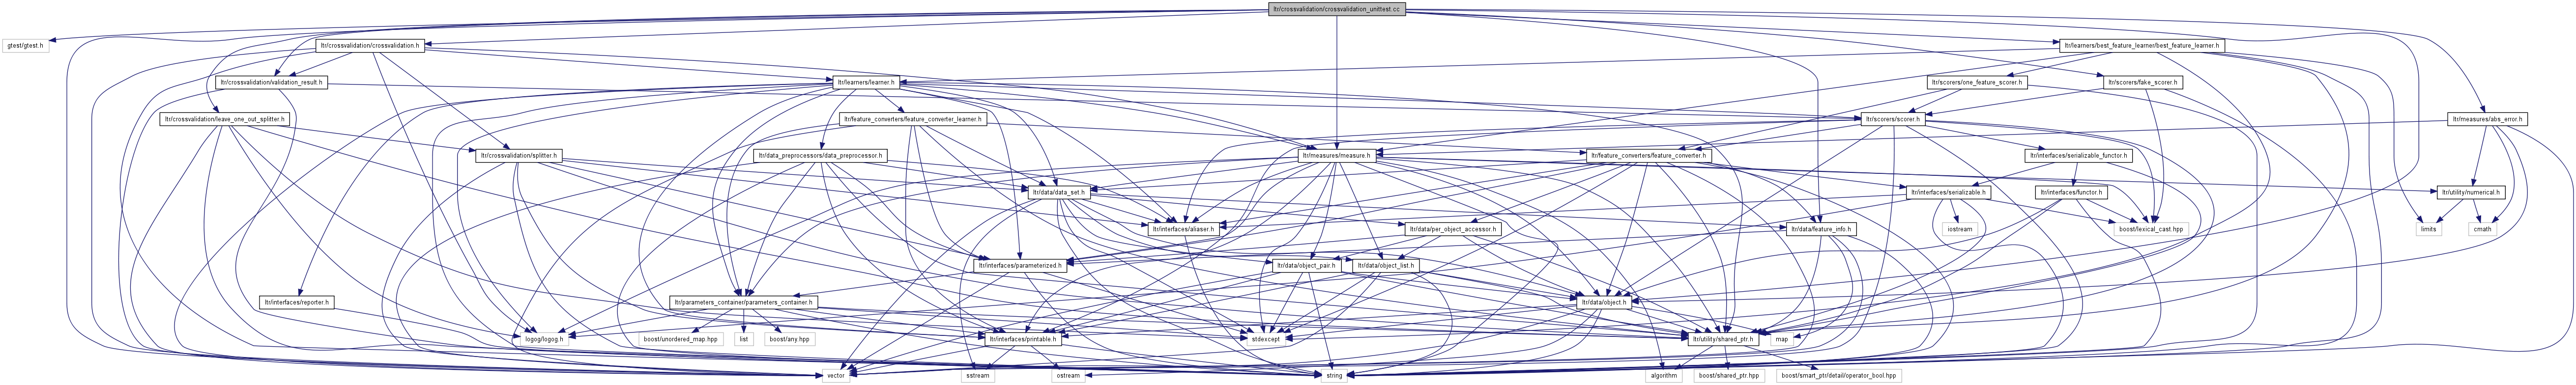 ltr/crossvalidation/crossvalidation_unittest.cc
gtest/gtest.h
ltr/crossvalidation/crossvalidation.h
ltr/learners/best_feature_learner/best_feature_learner.h
ltr/crossvalidation/validation_result.h
ltr/learners/learner.h
ltr/scorers/one_feature_scorer.h
ltr/scorers/fake_scorer.h
ltr/crossvalidation/leave_one_out_splitter.h
ltr/feature_converters/feature_converter_learner.h
ltr/scorers/scorer.h
ltr/measures/abs_error.h
ltr/crossvalidation/splitter.h
ltr/data_preprocessors/data_preprocessor.h
ltr/measures/measure.h
ltr/feature_converters/feature_converter.h
ltr/interfaces/serializable_functor.h
ltr/data/data_set.h
ltr/interfaces/serializable.h
ltr/interfaces/functor.h
ltr/utility/numerical.h
ltr/interfaces/aliaser.h
ltr/data/per_object_accessor.h
ltr/data/feature_info.h
iostream
boost/lexical_cast.hpp
limits
cmath
ltr/interfaces/parameterized.h
ltr/data/object_pair.h
ltr/data/object_list.h
ltr/interfaces/reporter.h
ltr/parameters_container/parameters_container.h
ltr/data/object.h
logog/logog.h
boost/unordered_map.hpp
list
boost/any.hpp
ltr/interfaces/printable.h
stdexcept
ltr/utility/shared_ptr.h
map
vector
sstream
ostream
string
algorithm
boost/shared_ptr.hpp
boost/smart_ptr/detail/operator_bool.hpp